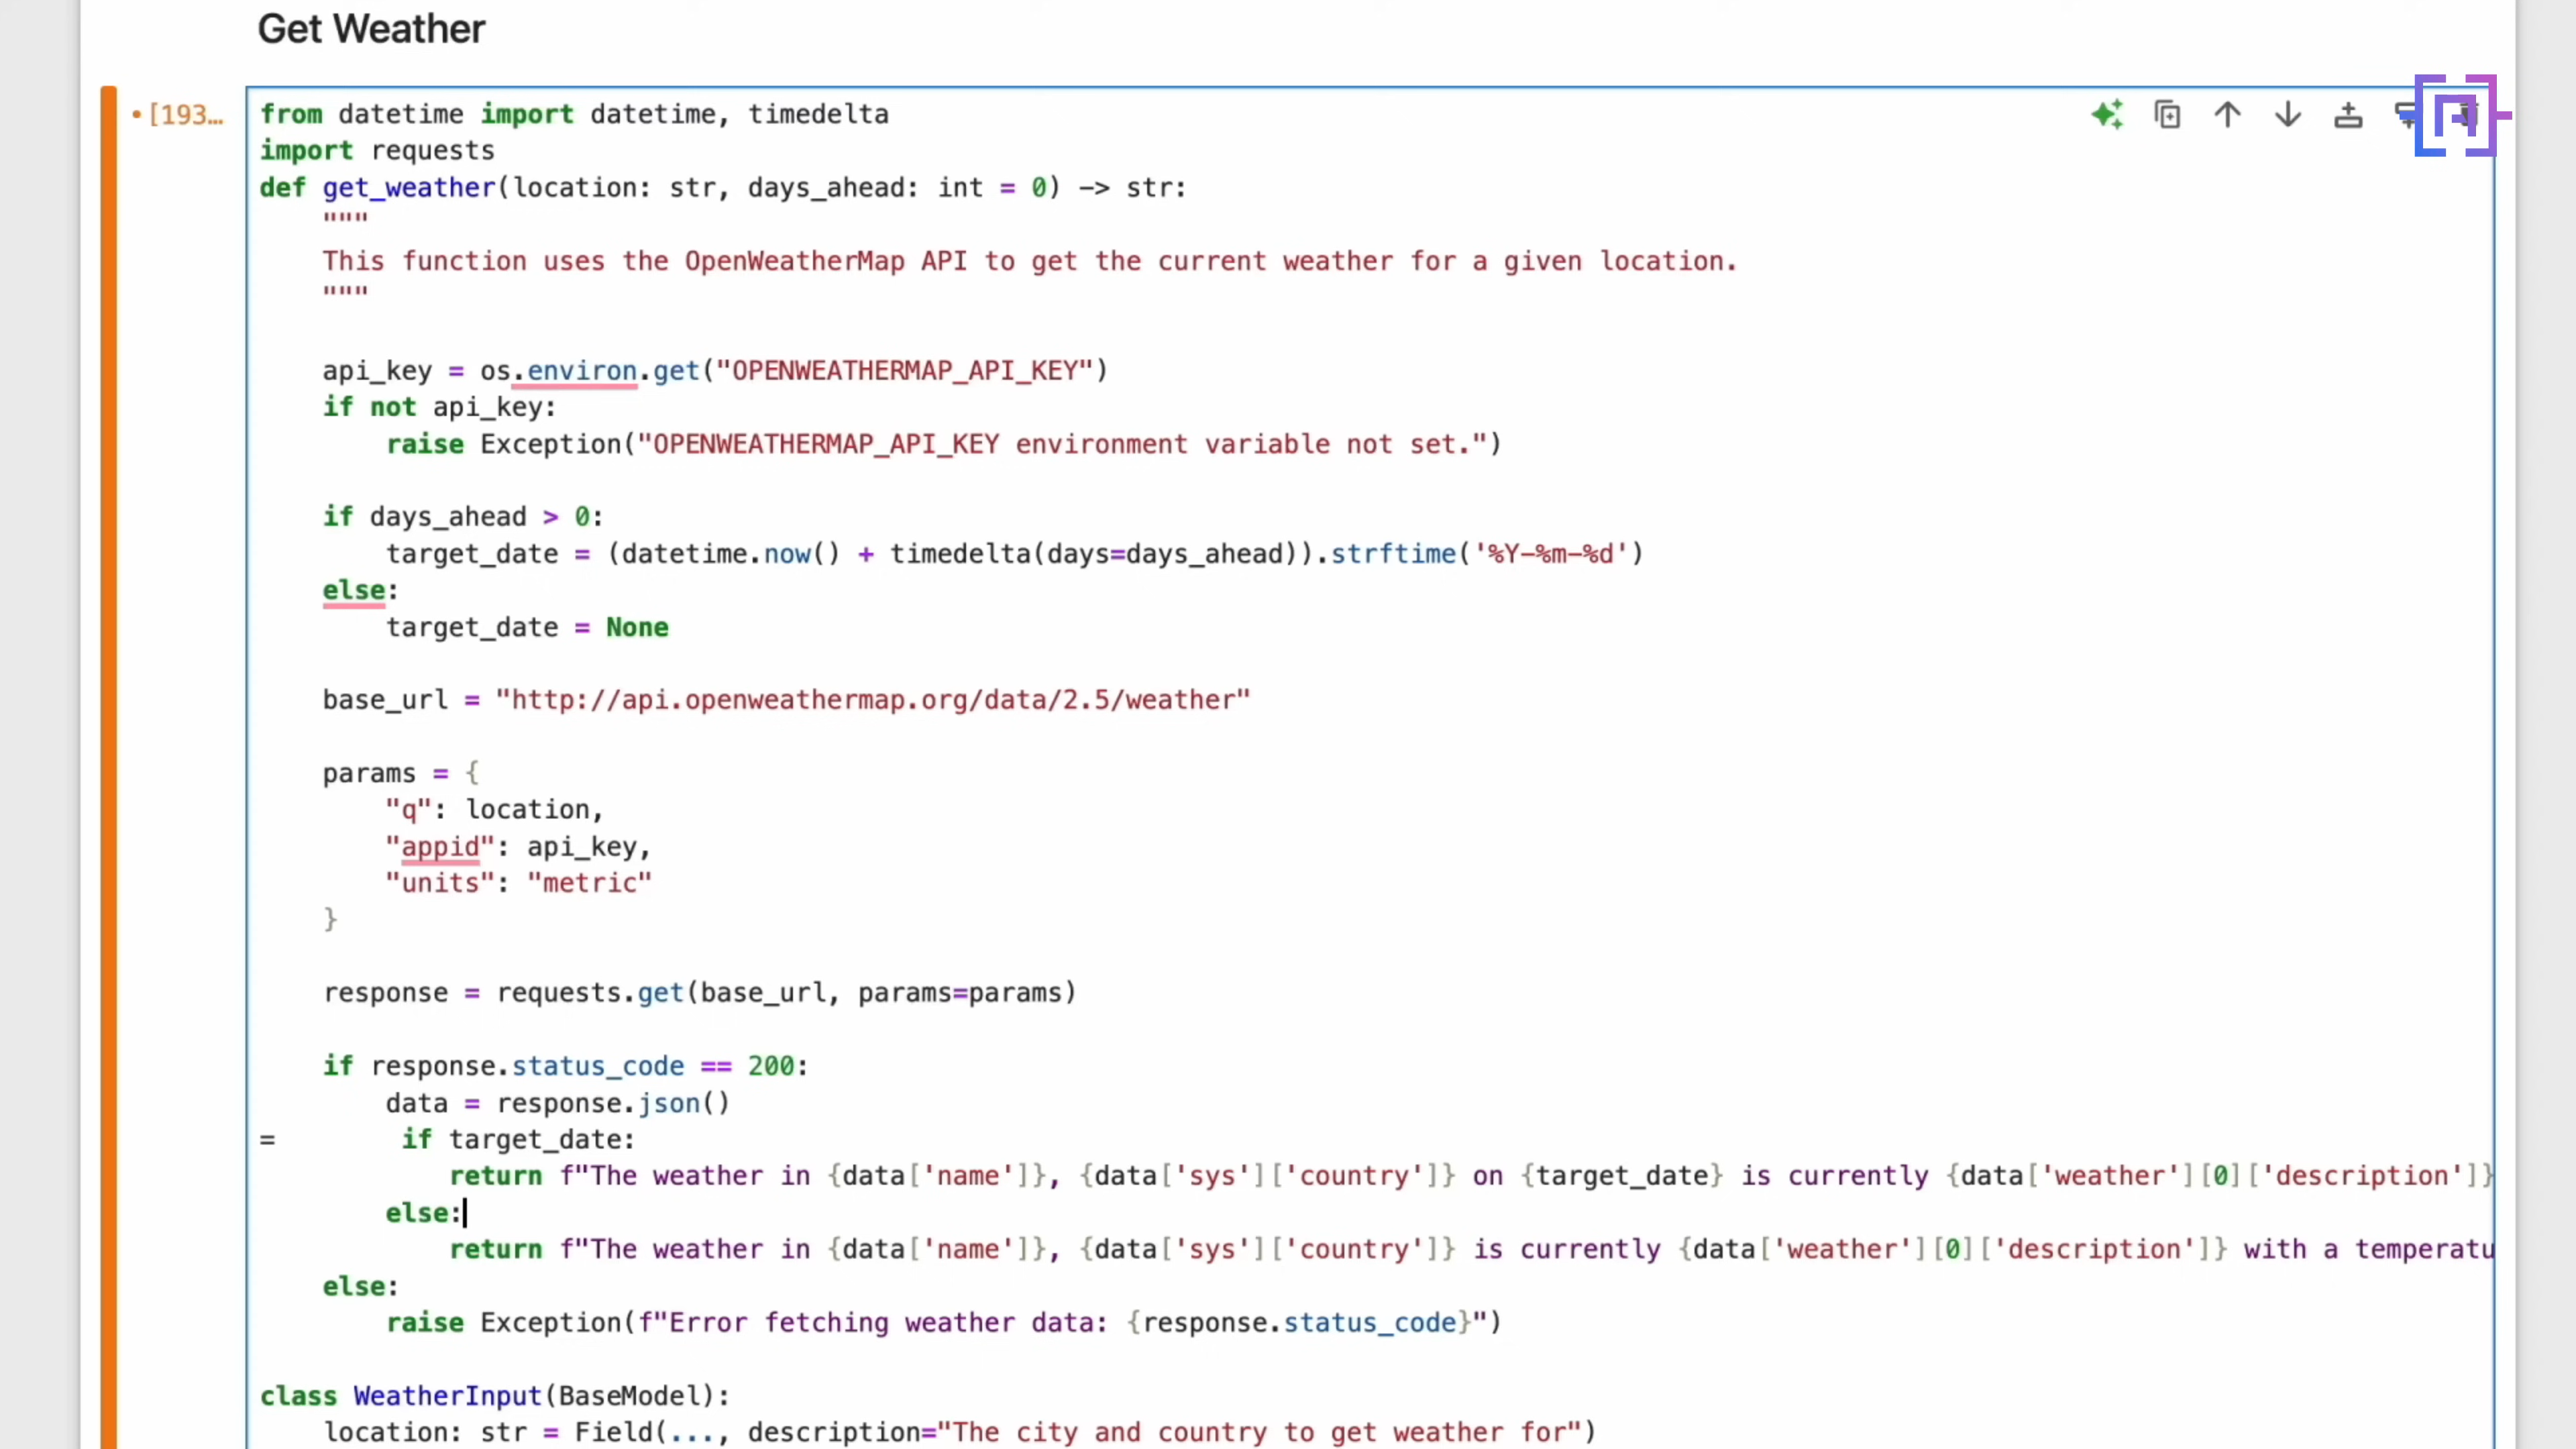 Get Weather
[193…
from datetime import datetime, timedelta
import requests
def get_weather(location: str, days_ahead: int = 0) -> str:
    """
    This function uses the OpenWeatherMap API to get the current weather for a given location.
    """
    api_key = os.environ.get("OPENWEATHERMAP_API_KEY")
    if not api_key:
        raise Exception("OPENWEATHERMAP_API_KEY environment variable not set.")
    if days_ahead > 0:
        target_date = (datetime.now() + timedelta(days=days_ahead)).strftime('%Y-%m-%d')
    else:
        target_date = None
    base_url = "http://api.openweathermap.org/data/2.5/weather"
    params = {
        "q": location,
        "appid": api_key,
        "units": "metric"
    }
    response = requests.get(base_url, params=params)
    if response.status_code == 200:
        data = response.json()
=        if target_date:
            return f"The weather in {data['name']}, {data['sys']['country']} on {target_date} is currently {data['weather'][0]['description']}
        else:
            return f"The weather in {data['name']}, {data['sys']['country']} is currently {data['weather'][0]['description']} with a temperatu
    else:
        raise Exception(f"Error fetching weather data: {response.status_code}")
class WeatherInput(BaseModel):
    location: str = Field(..., description="The city and country to get weather for")